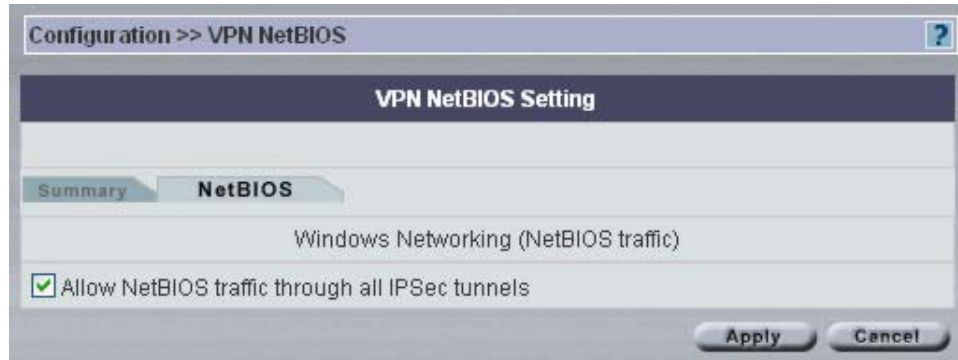 Configuration >> VPN NetBIOS ?
VPN NetBIOS Setting
Summary NetBIOS
Windows Networking (NetBIOS traffic)
Allow NetBIOS traffic through all IPSec tunnels
Apply Cancel